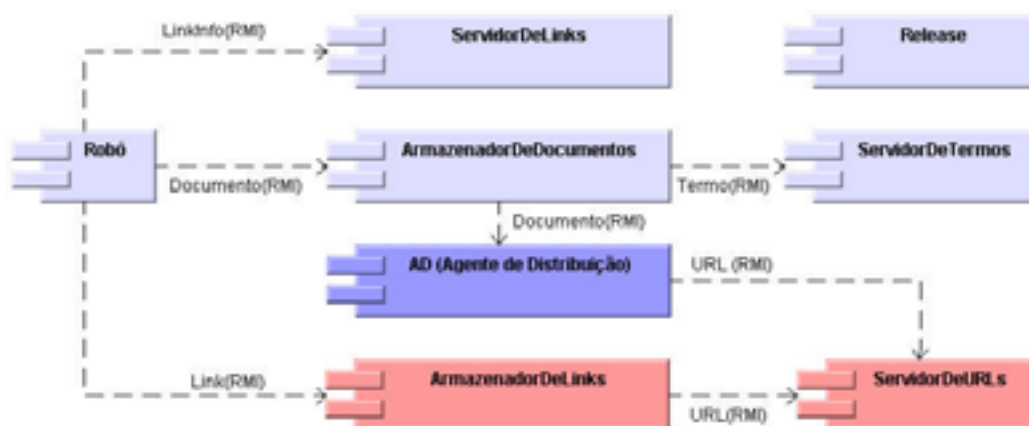 LinkInfo(RMI)
ServidorDeLinks
Release
Robô
ArmazenadorDeDocumentos
ServidorDeTermos
Documento(RMI)
Termo(RMI)
Documento(RMI)
AD (Agente de Distribuição)
URL (RMI)
Link(RMI)
ArmazenadorDeLinks
ServidorDeURLs
URL(RMI)